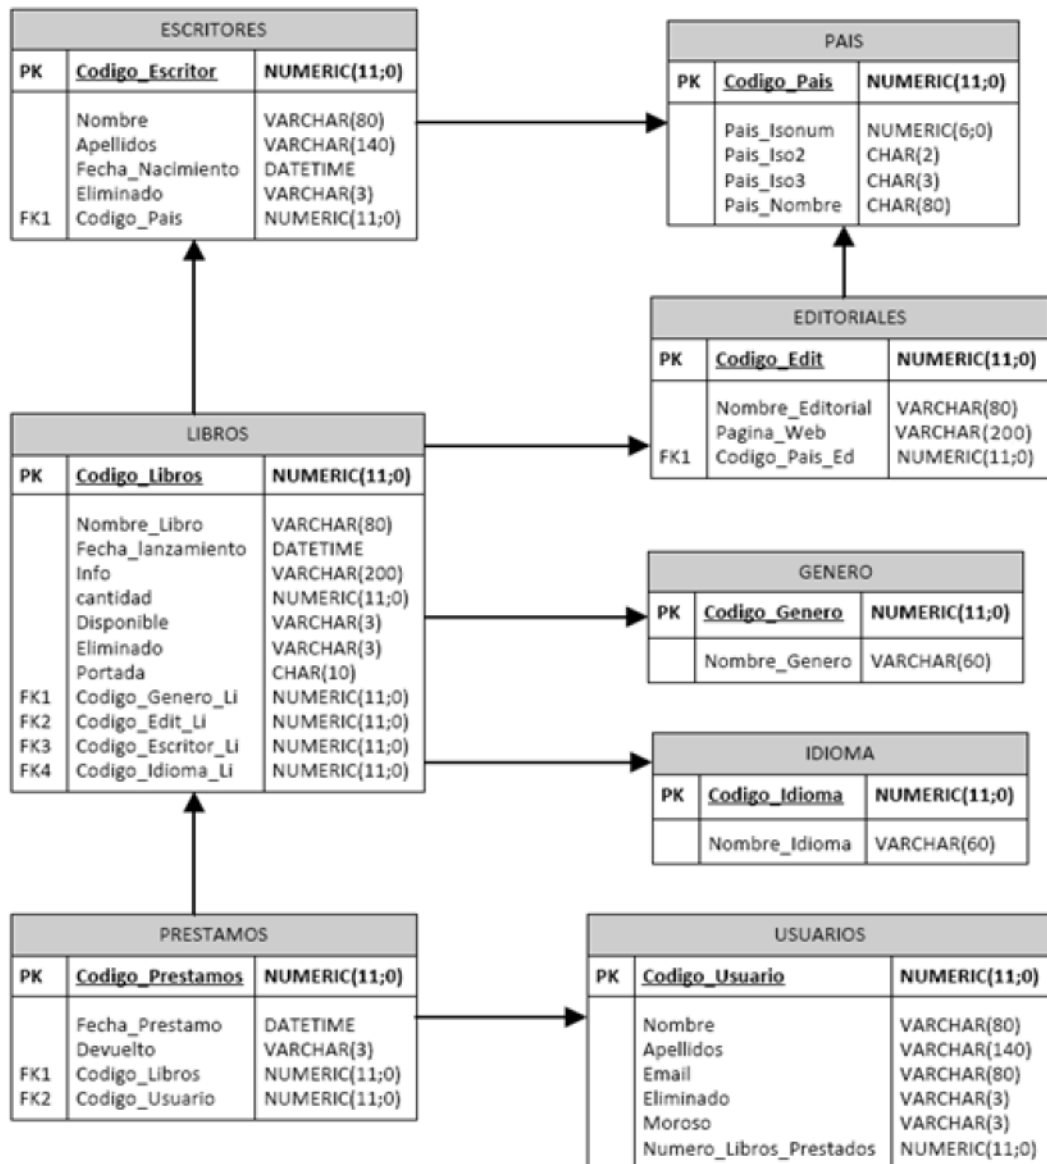 ESCRITORES
PK Codigo_Escritor NUMERIC(11;0)
Nombre VARCHAR(80)
Apellidos VARCHAR(140)
Fecha_Nacimiento DATETIME
Eliminado VARCHAR(3)
FK1 Codigo_Pais NUMERIC(11;0)
PAIS
PK Codigo_Pais NUMERIC(11;0)
Pais_Isonum NUMERIC(6;0)
Pais_Iso2 CHAR(2)
Pais_Iso3 CHAR(3)
Pais_Nombre CHAR(80)
EDITORIALES
PK Codigo_Edit NUMERIC(11;0)
Nombre_Editorial VARCHAR(80)
Pagina_Web VARCHAR(200)
FK1 Codigo_Pais_Ed NUMERIC(11;0)
LIBROS
PK Codigo_Libros NUMERIC(11;0)
Nombre_Libro VARCHAR(80)
Fecha_lanzamiento DATETIME
Info VARCHAR(200)
cantidad NUMERIC(11;0)
Disponible VARCHAR(3)
Eliminado VARCHAR(3)
Portada CHAR(10)
FK1 Codigo_Genero_Li NUMERIC(11;0)
FK2 Codigo_Edit_Li NUMERIC(11;0)
FK3 Codigo_Escritor_Li NUMERIC(11;0)
FK4 Codigo_Idioma_Li NUMERIC(11;0)
GENERO
PK Codigo_Genero NUMERIC(11;0)
Nombre_Genero VARCHAR(60)
IDIOMA
PK Codigo_Idioma NUMERIC(11;0)
Nombre_Idioma VARCHAR(60)
PRESTAMOS
PK Codigo_Prestamos NUMERIC(11;0)
Fecha_Prestamo DATETIME
Devuelto VARCHAR(3)
FK1 Codigo_Libros NUMERIC(11;0)
FK2 Codigo_Usuario NUMERIC(11;0)
USUARIOS
PK Codigo_Usuario NUMERIC(11;0)
Nombre VARCHAR(80)
Apellidos VARCHAR(140)
Email VARCHAR(80)
Eliminado VARCHAR(3)
Moroso VARCHAR(3)
Numero_Libros_Prestados NUMERIC(11;0)